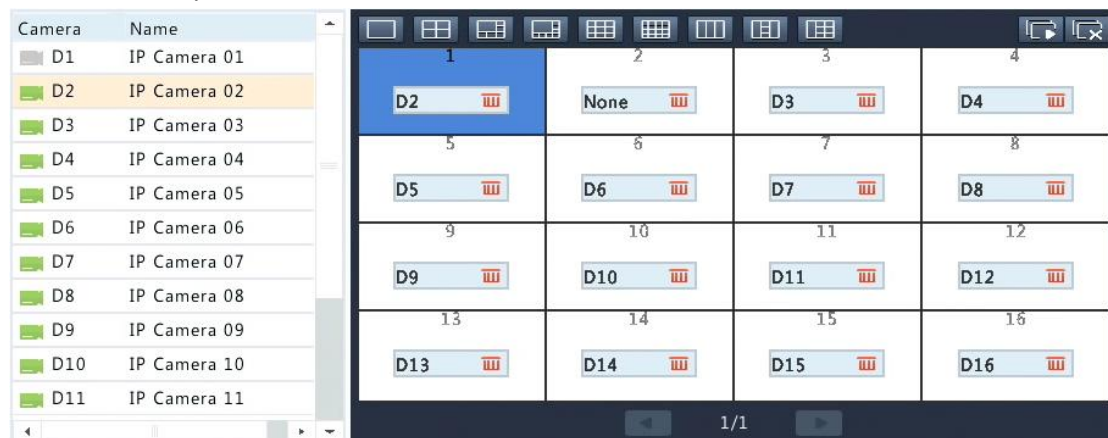 Camera Name
D1 IP Camera 01
D2 IP Camera 02
D3 IP Camera 03
D4 IP Camera 04
D5 IP Camera 05
D6 IP Camera 06
D7 IP Camera 07
D8 IP Camera 08
D9 IP Camera 09
D10 IP Camera 10
D11 IP Camera 11
1 2 3 4
D2 None D3 D4
5 6 7 8
D5 D6 D7 D8
9 10 11 12
D9 D10 D11 D12
13 14 15 16
D13 D14 D15 D16
1/1